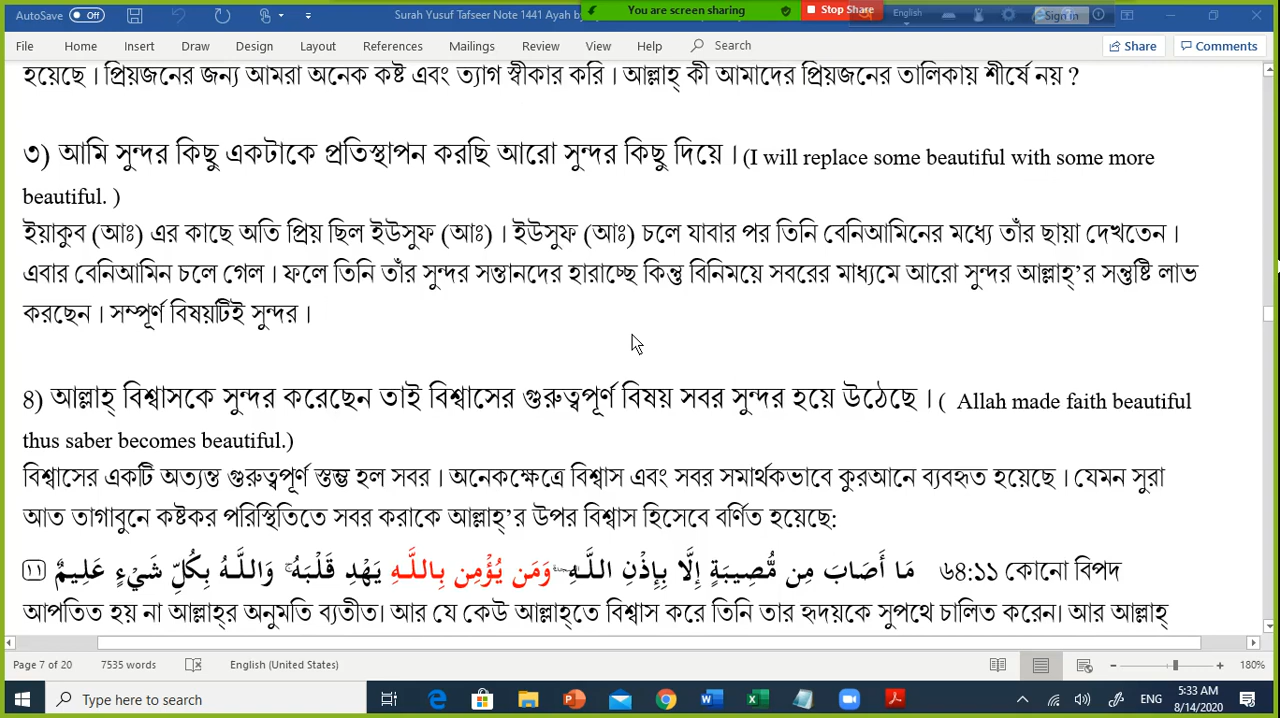 AutoSave Off Surah Yusuf Tafseer Note 1441 Ayah by You are screen sharing Stop Share English Sign in
File Home Insert Draw Design Layout References Mailings Review View Help Search Share Comments
হয়েছে। প্রিয়জনের জন্য আমরা অনেক কষ্ট এবং ত্যাগ স্বীকার করি। আল্লাহ্ কী আমাদের প্রিয়জনের তালিকায় শীর্ষে নয় ?
৩) আমি সুন্দর কিছু একটাকে প্রতিস্থাপন করছি আরো সুন্দর কিছু দিয়ে। (I will replace some beautiful with some more
beautiful. )
ইয়াকুব (আঃ) এর কাছে অতি প্রিয় ছিল ইউসুফ (আঃ) । ইউসুফ (আঃ) চলে যাবার পর তিনি বেনিআমিনের মধ্যে তাঁর ছায়া দেখতেন।
এবার বেনিআমিন চলে গেল। ফলে তিনি তাঁর সুন্দর সন্তানদের হারাচ্ছে কিন্তু বিনিময়ে সবরের মাধ্যমে আরো সুন্দর আল্লাহ্’র সন্তুষ্টি লাভ
করছেন। সম্পূর্ণ বিষয়টিই সুন্দর।
8) আল্লাহ্ বিশ্বাসকে সুন্দর করেছেন তাই বিশ্বাসের গুরুত্বপূর্ণ বিষয় সবর সুন্দর হয়ে উঠেছে। ( Allah made faith beautiful
thus saber becomes beautiful.)
বিশ্বাসের একটি অত্যন্ত গুরুত্বপূর্ণ স্তম্ভ হল সবর। অনেকক্ষেত্রে বিশ্বাস এবং সবর সমার্থকভাবে কুরআনে ব্যবহৃত হয়েছে। যেমন সুরা
আত তাগাবুনে কষ্টকর পরিস্থিতিতে সবর করাকে আল্লাহ্’র উপর বিশ্বাস হিসেবে বর্ণিত হয়েছে:
مَا أَصَابَ مِن مُّصِيبَةٍ إِلَّا بِإِذْنِ اللَّـهِ ۗ وَمَن يُؤْمِن بِاللَّـهِ يَهْدِ قَلْبَهُ ۚ وَاللَّـهُ بِكُلِّ شَيْءٍ عَلِيمٌ ﴿١١﴾ ৬৪:১১ কোনো বিপদ
আপতিত হয় না আল্লাহ্‌র অনুমতি ব্যতীত। আর যে কেউ আল্লাহ্‌তে বিশ্বাস করে তিনি তার হৃদয়কে সুপথে চালিত করেন। আর আল্লাহ্
Page 7 of 20 7535 words English (United States) 180%
Type here to search ENG 5:33 AM
8/14/2020